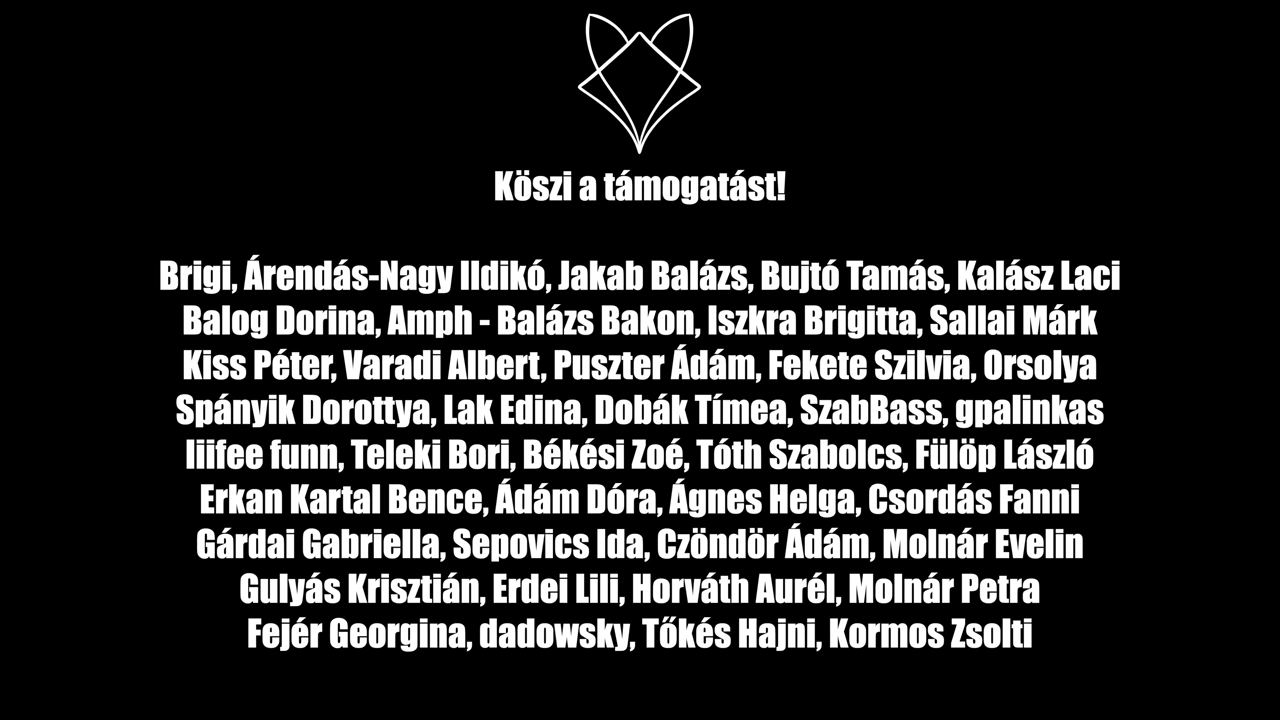 Köszi a támogatást!
Brigi, Árendás-Nagy Ildikó, Jakab Balázs, Bujtó Tamás, Kalász Laci
Balog Dorina, Amph - Balázs Bakon, Iszkra Brigitta, Sallai Márk
Kiss Péter, Varadi Albert, Puszter Ádám, Fekete Szilvia, Orsolya
Spányik Dorottya, Lak Edina, Dobák Tímea, SzabBass, gpalinkas
liifee funn, Teleki Bori, Békési Zoé, Tóth Szabolcs, Fülöp László
Erkan Kartal Bence, Ádám Dóra, Ágnes Helga, Csordás Fanni
Gárdai Gabriella, Sepovics Ida, Czöndör Ádám, Molnár Evelin
Gulyás Krisztián, Erdei Lili, Horváth Aurél, Molnár Petra
Fejér Georgina, dadowsky, Tőkés Hajni, Kormos Zsolti